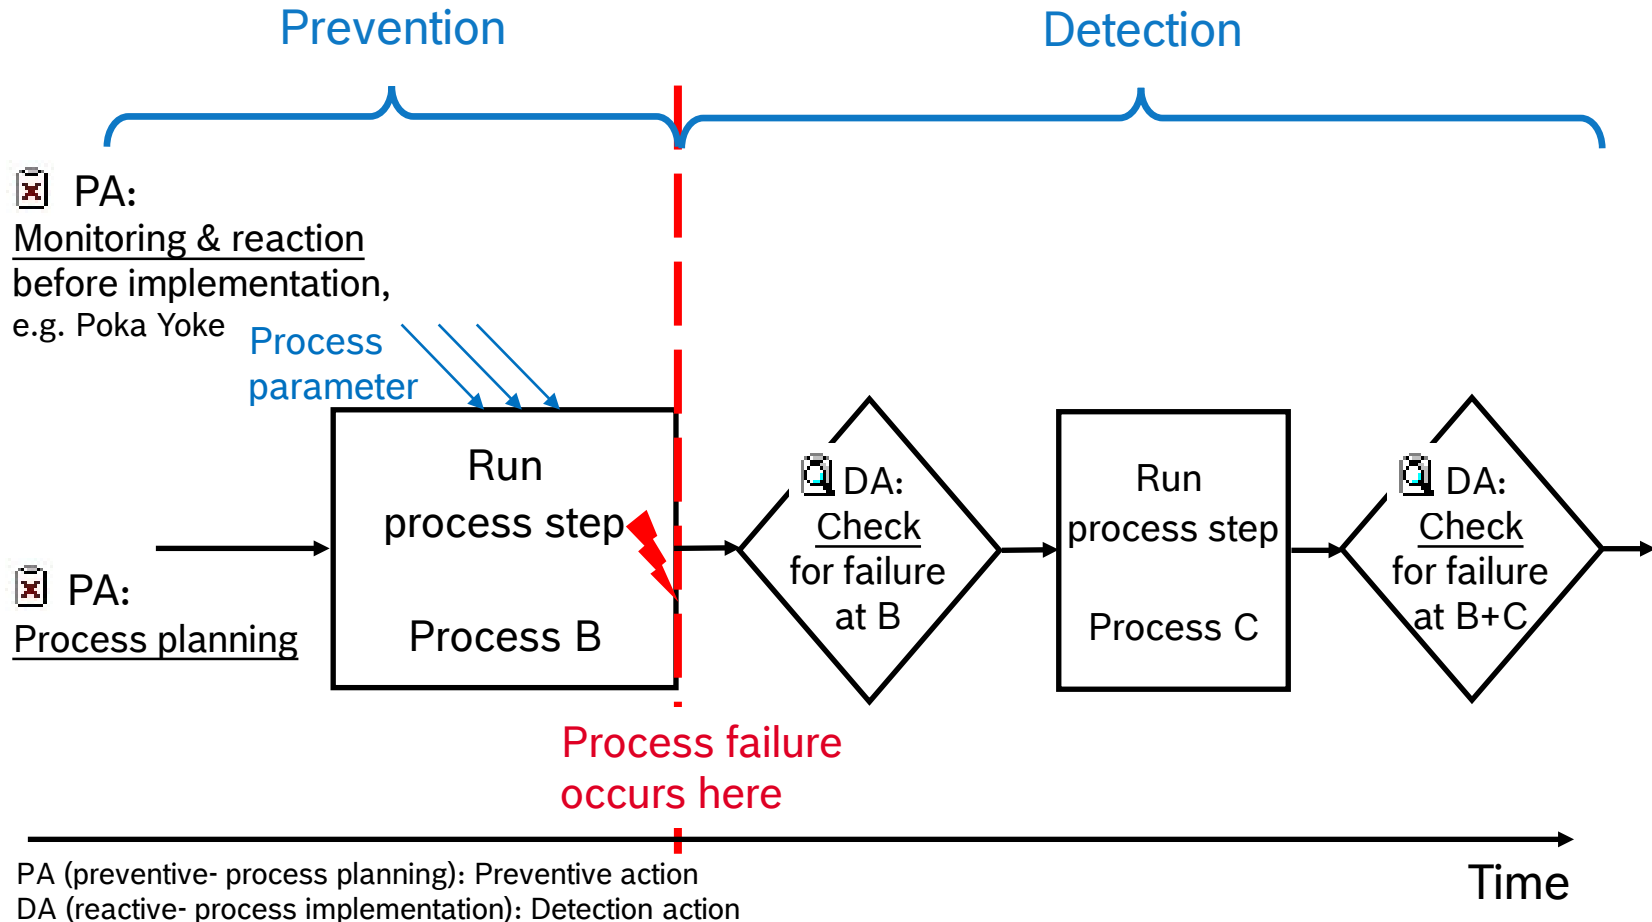 Prevention
Detection
PA:
Monitoring & reaction
before implementation,
e.g. Poka Yoke
Process
parameter
Run
process step
Process B
PA:
Process planning
DA:
Check
for failure
at B
Run
process step
Process C
DA:
Check
for failure
at B+C
Process failure
occurs here
Time
PA (preventive- process planning): Preventive action
DA (reactive- process implementation): Detection action